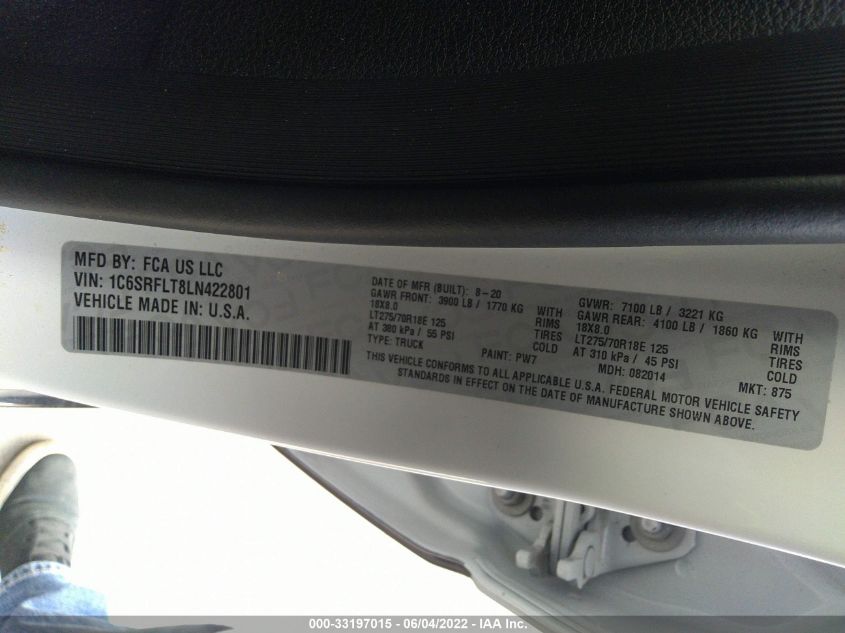 MFD BY: FCA US LLC
VIN: 1C6SRFLT8LN422801
VEHICLE MADE IN: U.S.A.
DATE OF MFR (BUILT): 8-20
GAWR FRONT: 3900 LB / 1770 KG WITH
18X8.0 RIMS
LT275/70R18E 125 TIRES
AT 380 kPa / 55 PSI COLD
TYPE: TRUCK PAINT: PW7
GVWR: 7100 LB / 3221 KG
GAWR REAR: 4100 LB / 1860 KG WITH
18X8.0 RIMS
LT275/70R18E 125 TIRES
AT 310 kPa / 45 PSI COLD
MDH: 082014 MKT: 875
THIS VEHICLE CONFORMS TO ALL APPLICABLE U.S.A. FEDERAL MOTOR VEHICLE SAFETY
STANDARDS IN EFFECT ON THE DATE OF MANUFACTURE SHOWN ABOVE.
000-33197015 - 06/04/2022 - IAA Inc.